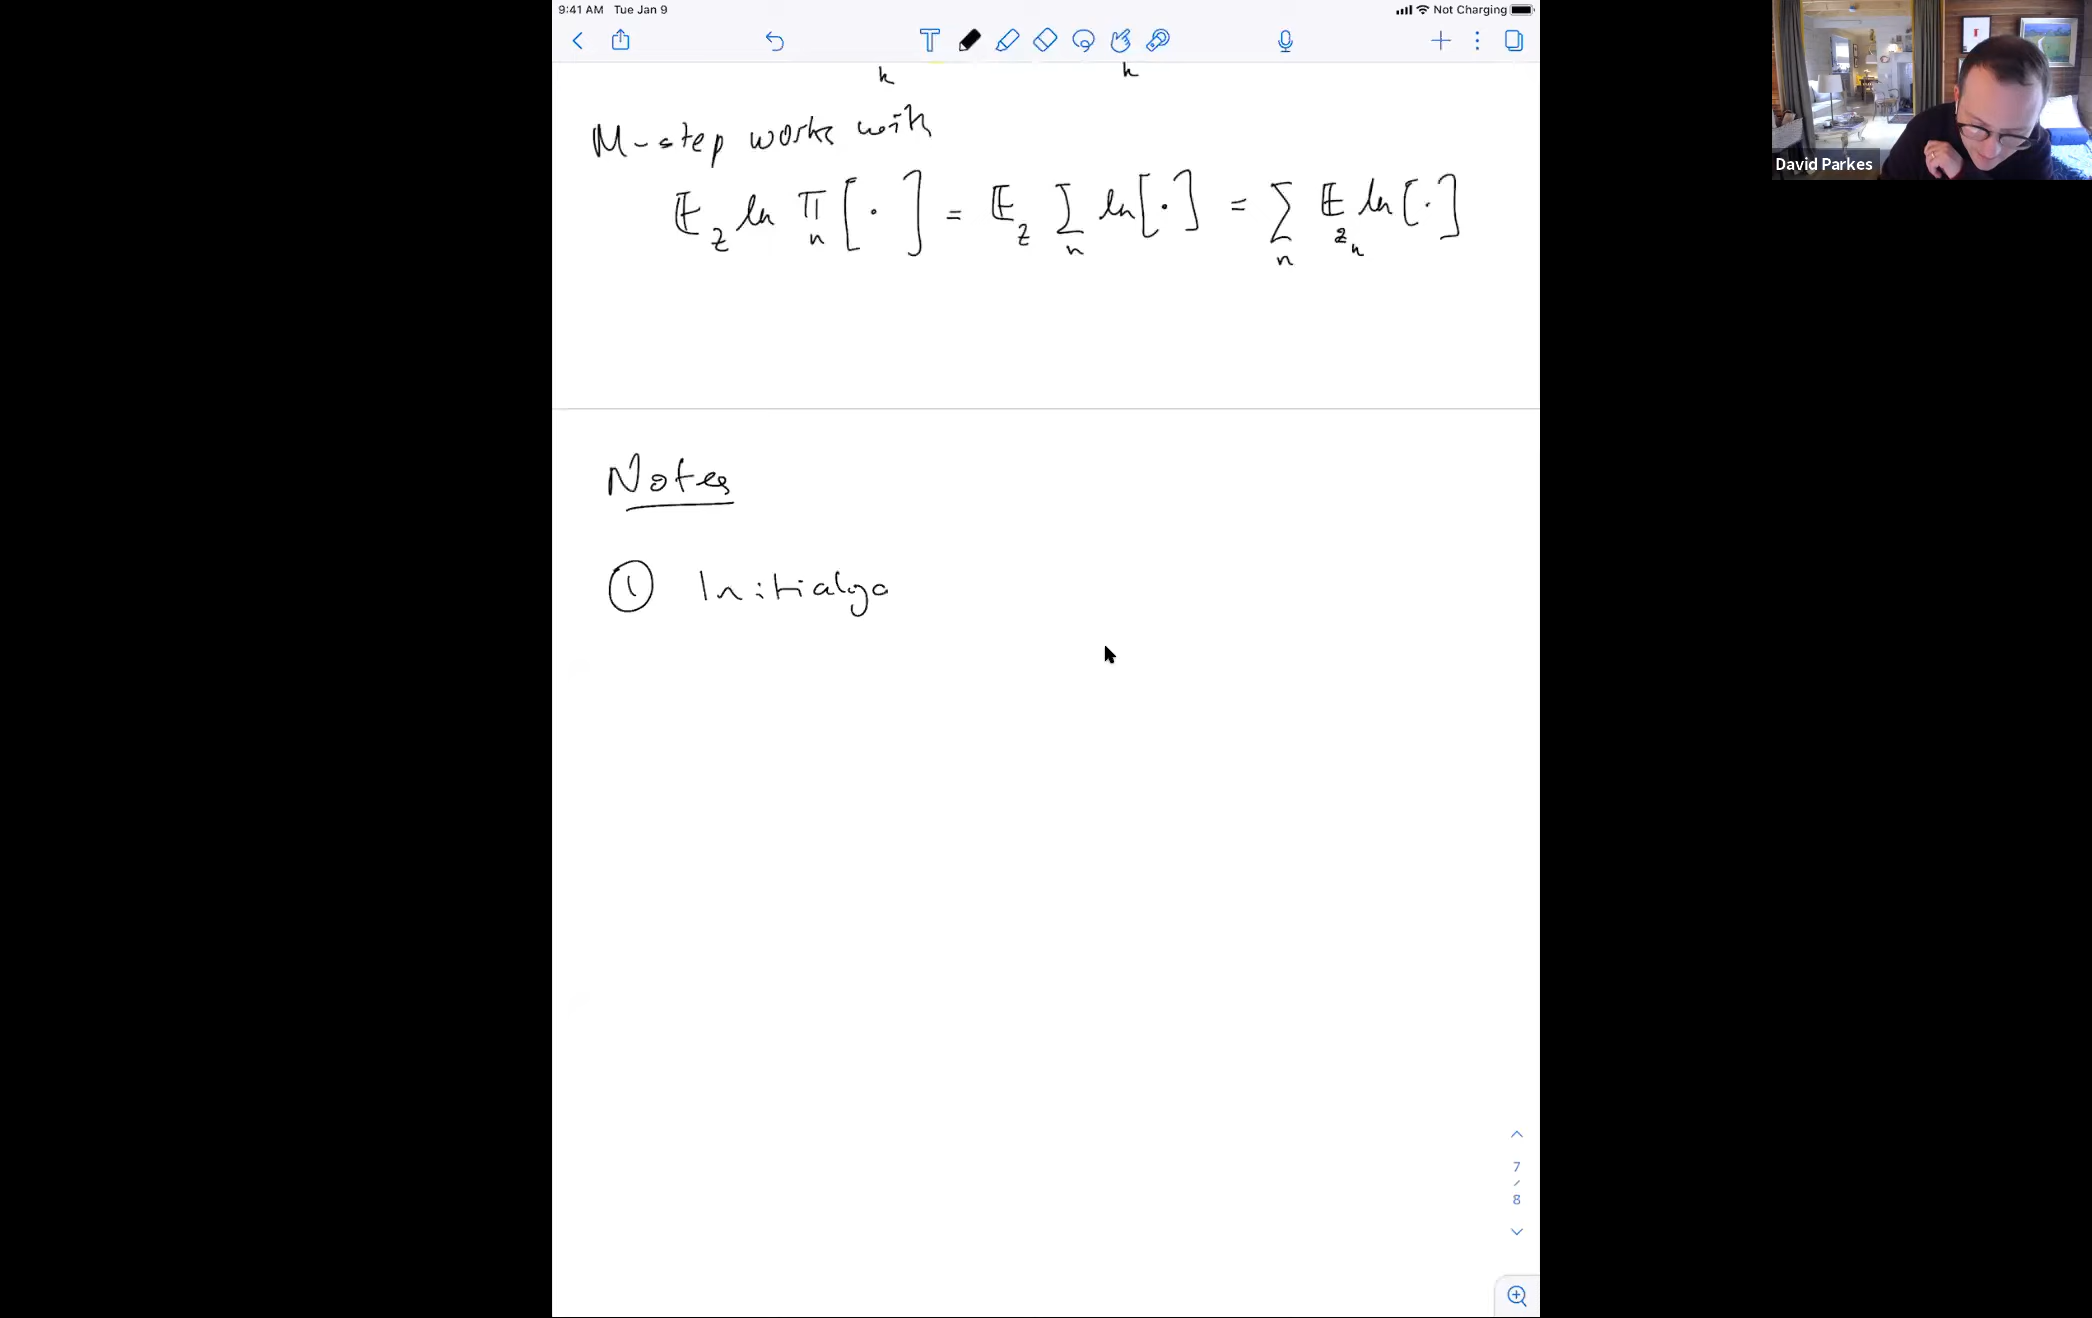 9:41 AM Tue Jan 9
Not Charging
k
k
M-step works with
𝔼_z ln ∏_n [·] = 𝔼_z ∑_n ln[·] = ∑_n 𝔼_{z_n} ln[·]
Notes
① Initialza
7
/
8
David Parkes